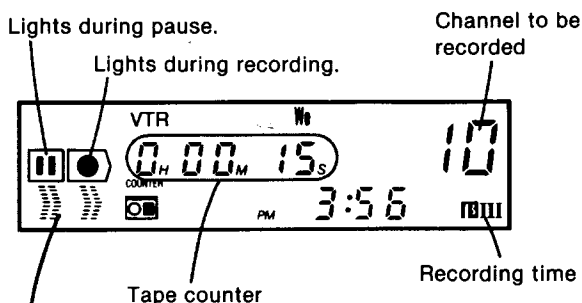 Lights during pause.
Channel to be
recorded
Lights during recording.
VTR
We
10
0H 00M 15S
COUNTER
PM 3:56
Recording time
Tape counter